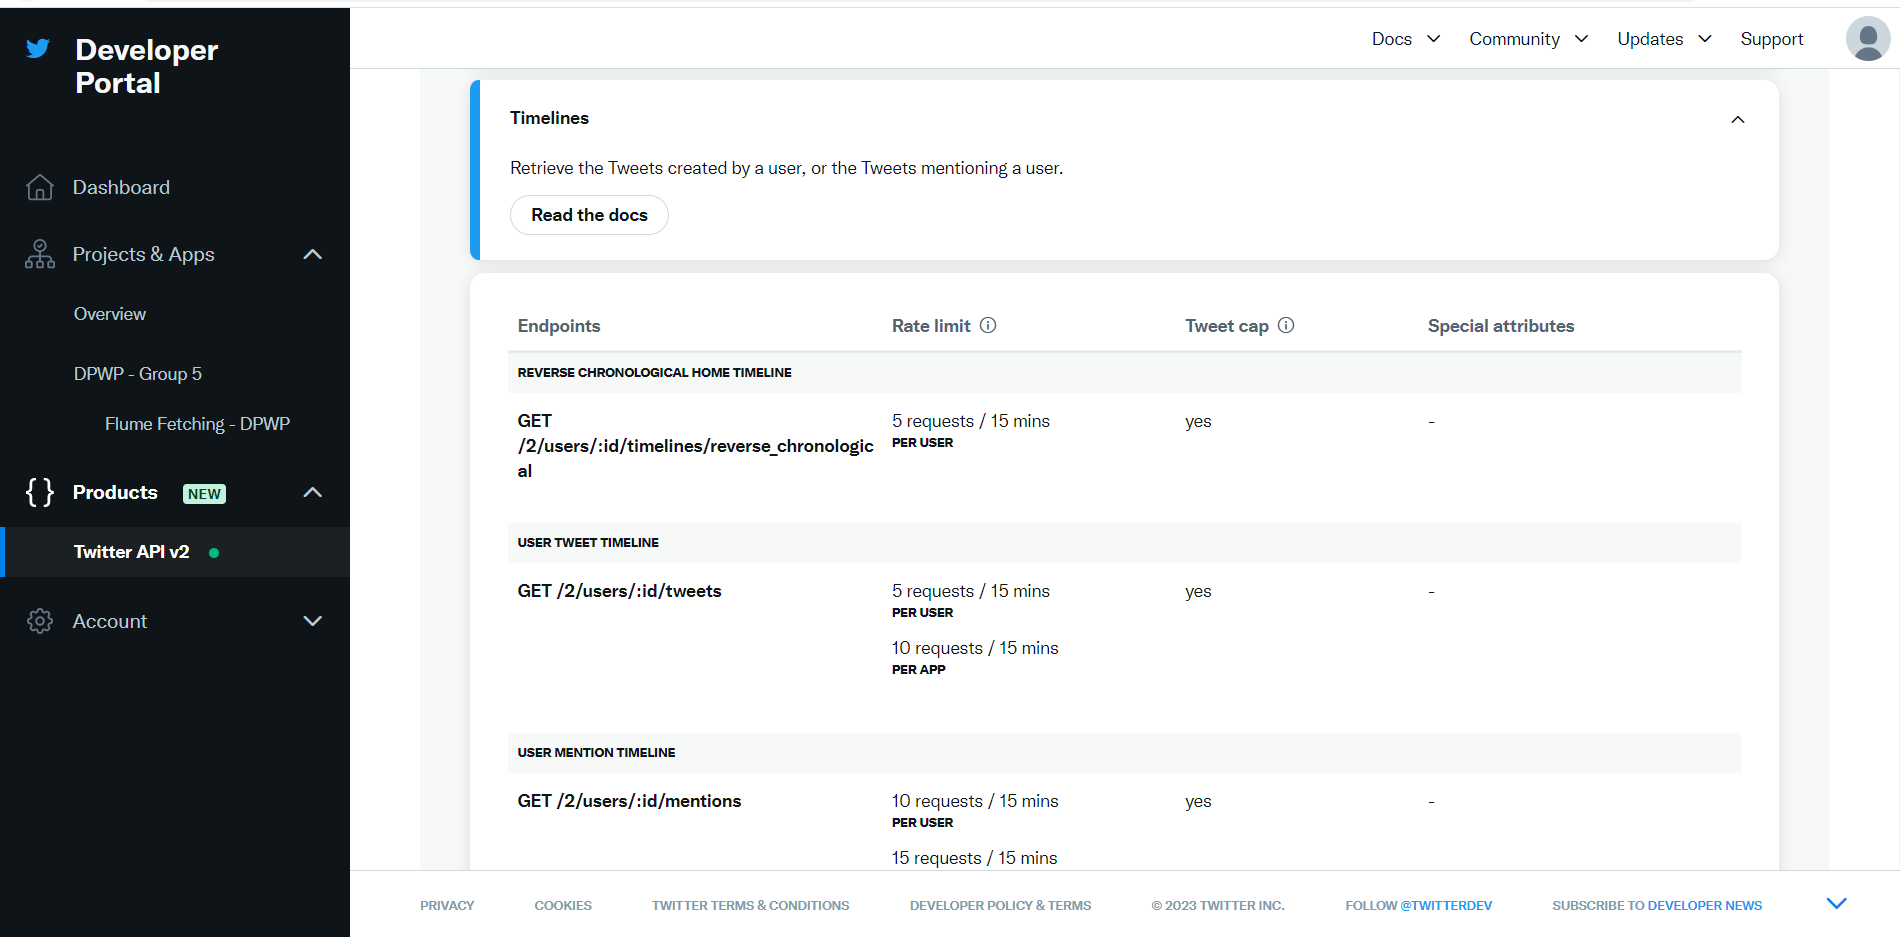 Developer
Portal
Docs
Community
Updates
Support
Dashboard
Projects & Apps
Overview
DPWP - Group 5
Flume Fetching - DPWP
Products NEW
Twitter API v2
Account
Timelines
Retrieve the Tweets created by a user, or the Tweets mentioning a user.
Read the docs
Endpoints Rate limit Tweet cap Special attributes
REVERSE CHRONOLOGICAL HOME TIMELINE
GET 5 requests / 15 mins yes -
/2/users/:id/timelines/reverse_chronologic PER USER
al
USER TWEET TIMELINE
GET /2/users/:id/tweets 5 requests / 15 mins yes -
PER USER
10 requests / 15 mins
PER APP
USER MENTION TIMELINE
GET /2/users/:id/mentions 10 requests / 15 mins yes -
PER USER
15 requests / 15 mins
PRIVACY COOKIES TWITTER TERMS & CONDITIONS DEVELOPER POLICY & TERMS © 2023 TWITTER INC. FOLLOW @TWITTERDEV SUBSCRIBE TO DEVELOPER NEWS